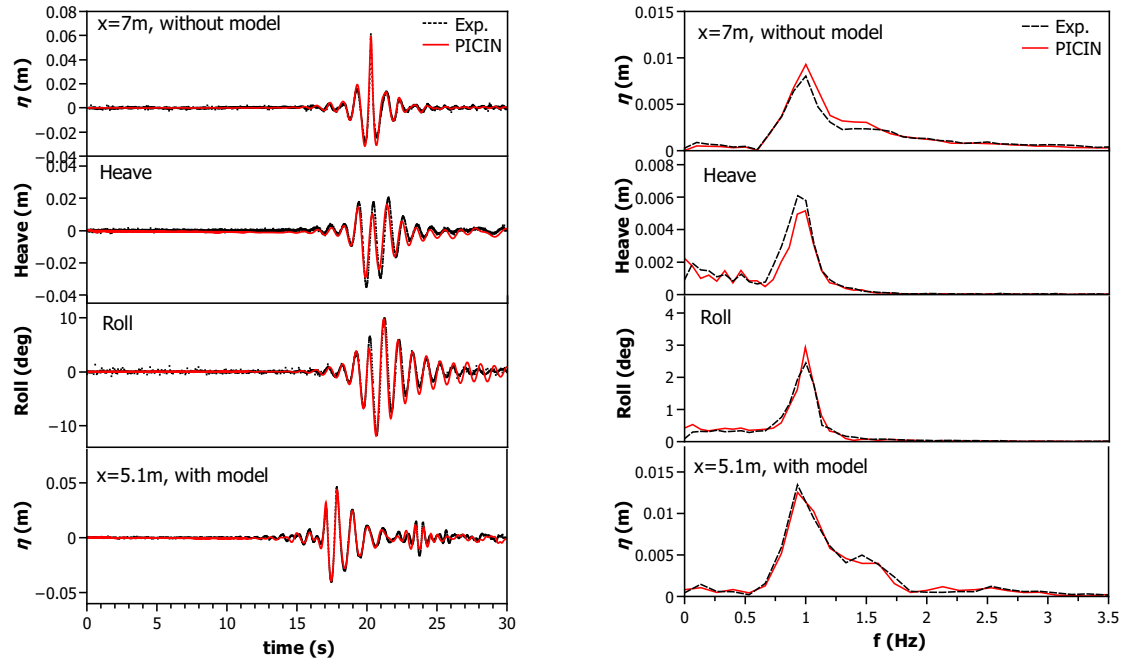 0.08
x=7m, without model
Exp.
PICIN
0.06
0.04
0.02
0
−0.02
−0.04
η (m)
0.04
Heave
0.02
0
−0.02
−0.04
Heave (m)
10
Roll
0
−10
Roll (deg)
x=5.1m, with model
0.05
0
−0.05
η (m)
0 5 10 15 20 25 30
time (s)
0.015
x=7m, without model
Exp.
PICIN
0.01
0.005
0
η (m)
0.008
Heave
0.006
0.004
0.002
0
Heave (m)
4
Roll
3
2
1
0
Roll (deg)
x=5.1m, with model
0.015
0.01
0.005
0
η (m)
0 0.5 1 1.5 2 2.5 3 3.5
f (Hz)